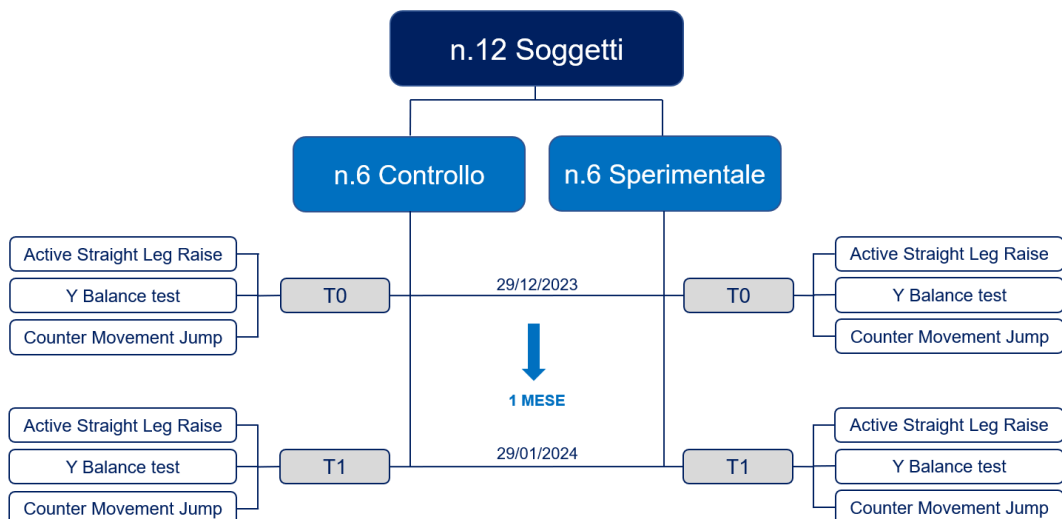 n.12 Soggetti
n.6 Controllo
n.6 Sperimentale
Active Straight Leg Raise
Y Balance test
Counter Movement Jump
T0
29/12/2023
T0
Active Straight Leg Raise
Y Balance test
Counter Movement Jump
1 MESE
Active Straight Leg Raise
Y Balance test
Counter Movement Jump
T1
29/01/2024
T1
Active Straight Leg Raise
Y Balance test
Counter Movement Jump